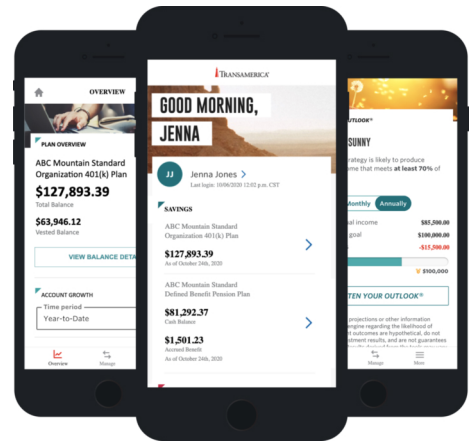 OVERVIEW
PLAN OVERVIEW
ABC Mountain Standard
Organization 401(k) Plan
$127,893.39
Total Balance
$63,946.12
Vested Balance
VIEW BALANCE DETA
ACCOUNT GROWTH
Time period
Year-to-Date
Overview
Manage
TRANSAMERICA®
GOOD MORNING,
JENNA
JJ
Jenna Jones >
Last login: 10/06/2020 12:02 p.m. CST
SAVINGS
ABC Mountain Standard
Organization 401(k) Plan
$127,893.39
As of October 24th, 2020
ABC Mountain Standard
Defined Benefit Pension Plan
$81,292.37
Cash Balance
$1,501.23
Accrued Benefit
As of October 24th, 2020
UTLOOK®
SUNNY
rategy is likely to produce
me that meets at least 70% of
Monthly Annually
al income $85,500.00
goal $100,000.00
-$15,500.00
$100,000
TEN YOUR OUTLOOK®
projections or other information
engine regarding the likelihood of
nt outcomes are hypothetical, do not
stment results, and are not guarantees
Manage
More